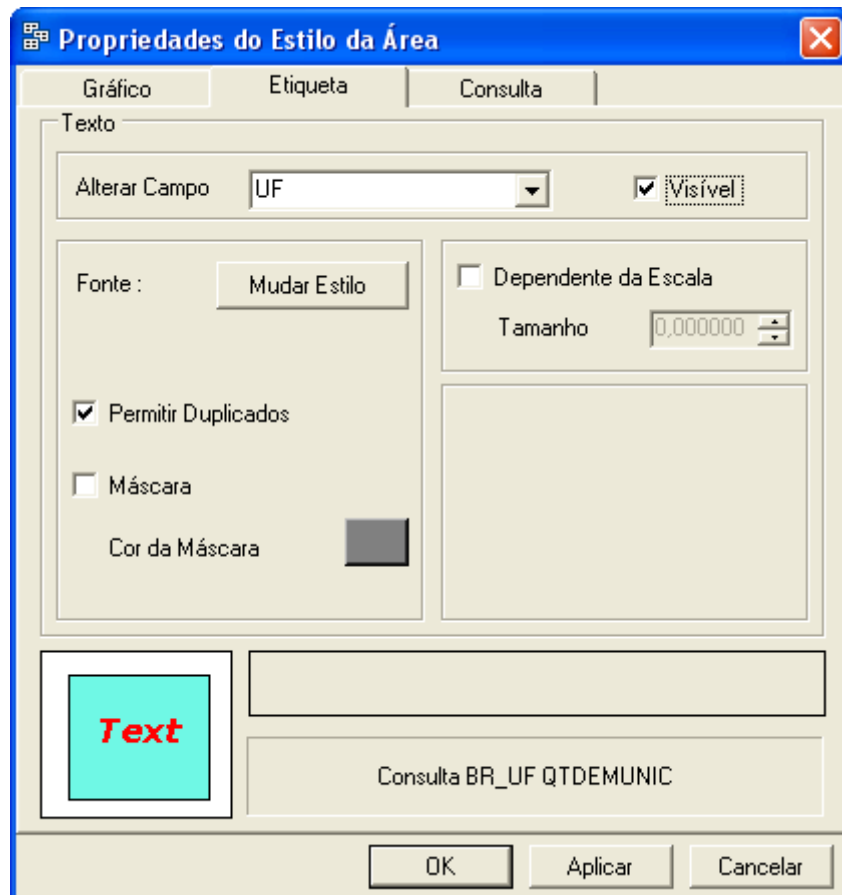 Propriedades do Estilo da Área
Gráfico Etiqueta Consulta
Texto
Alterar Campo UF Visível
Fonte : Mudar Estilo Dependente da Escala
Tamanho 0,000000
Permitir Duplicados
Máscara
Cor da Máscara
Text
Consulta BR_UF QTDEMUNIC
OK Aplicar Cancelar